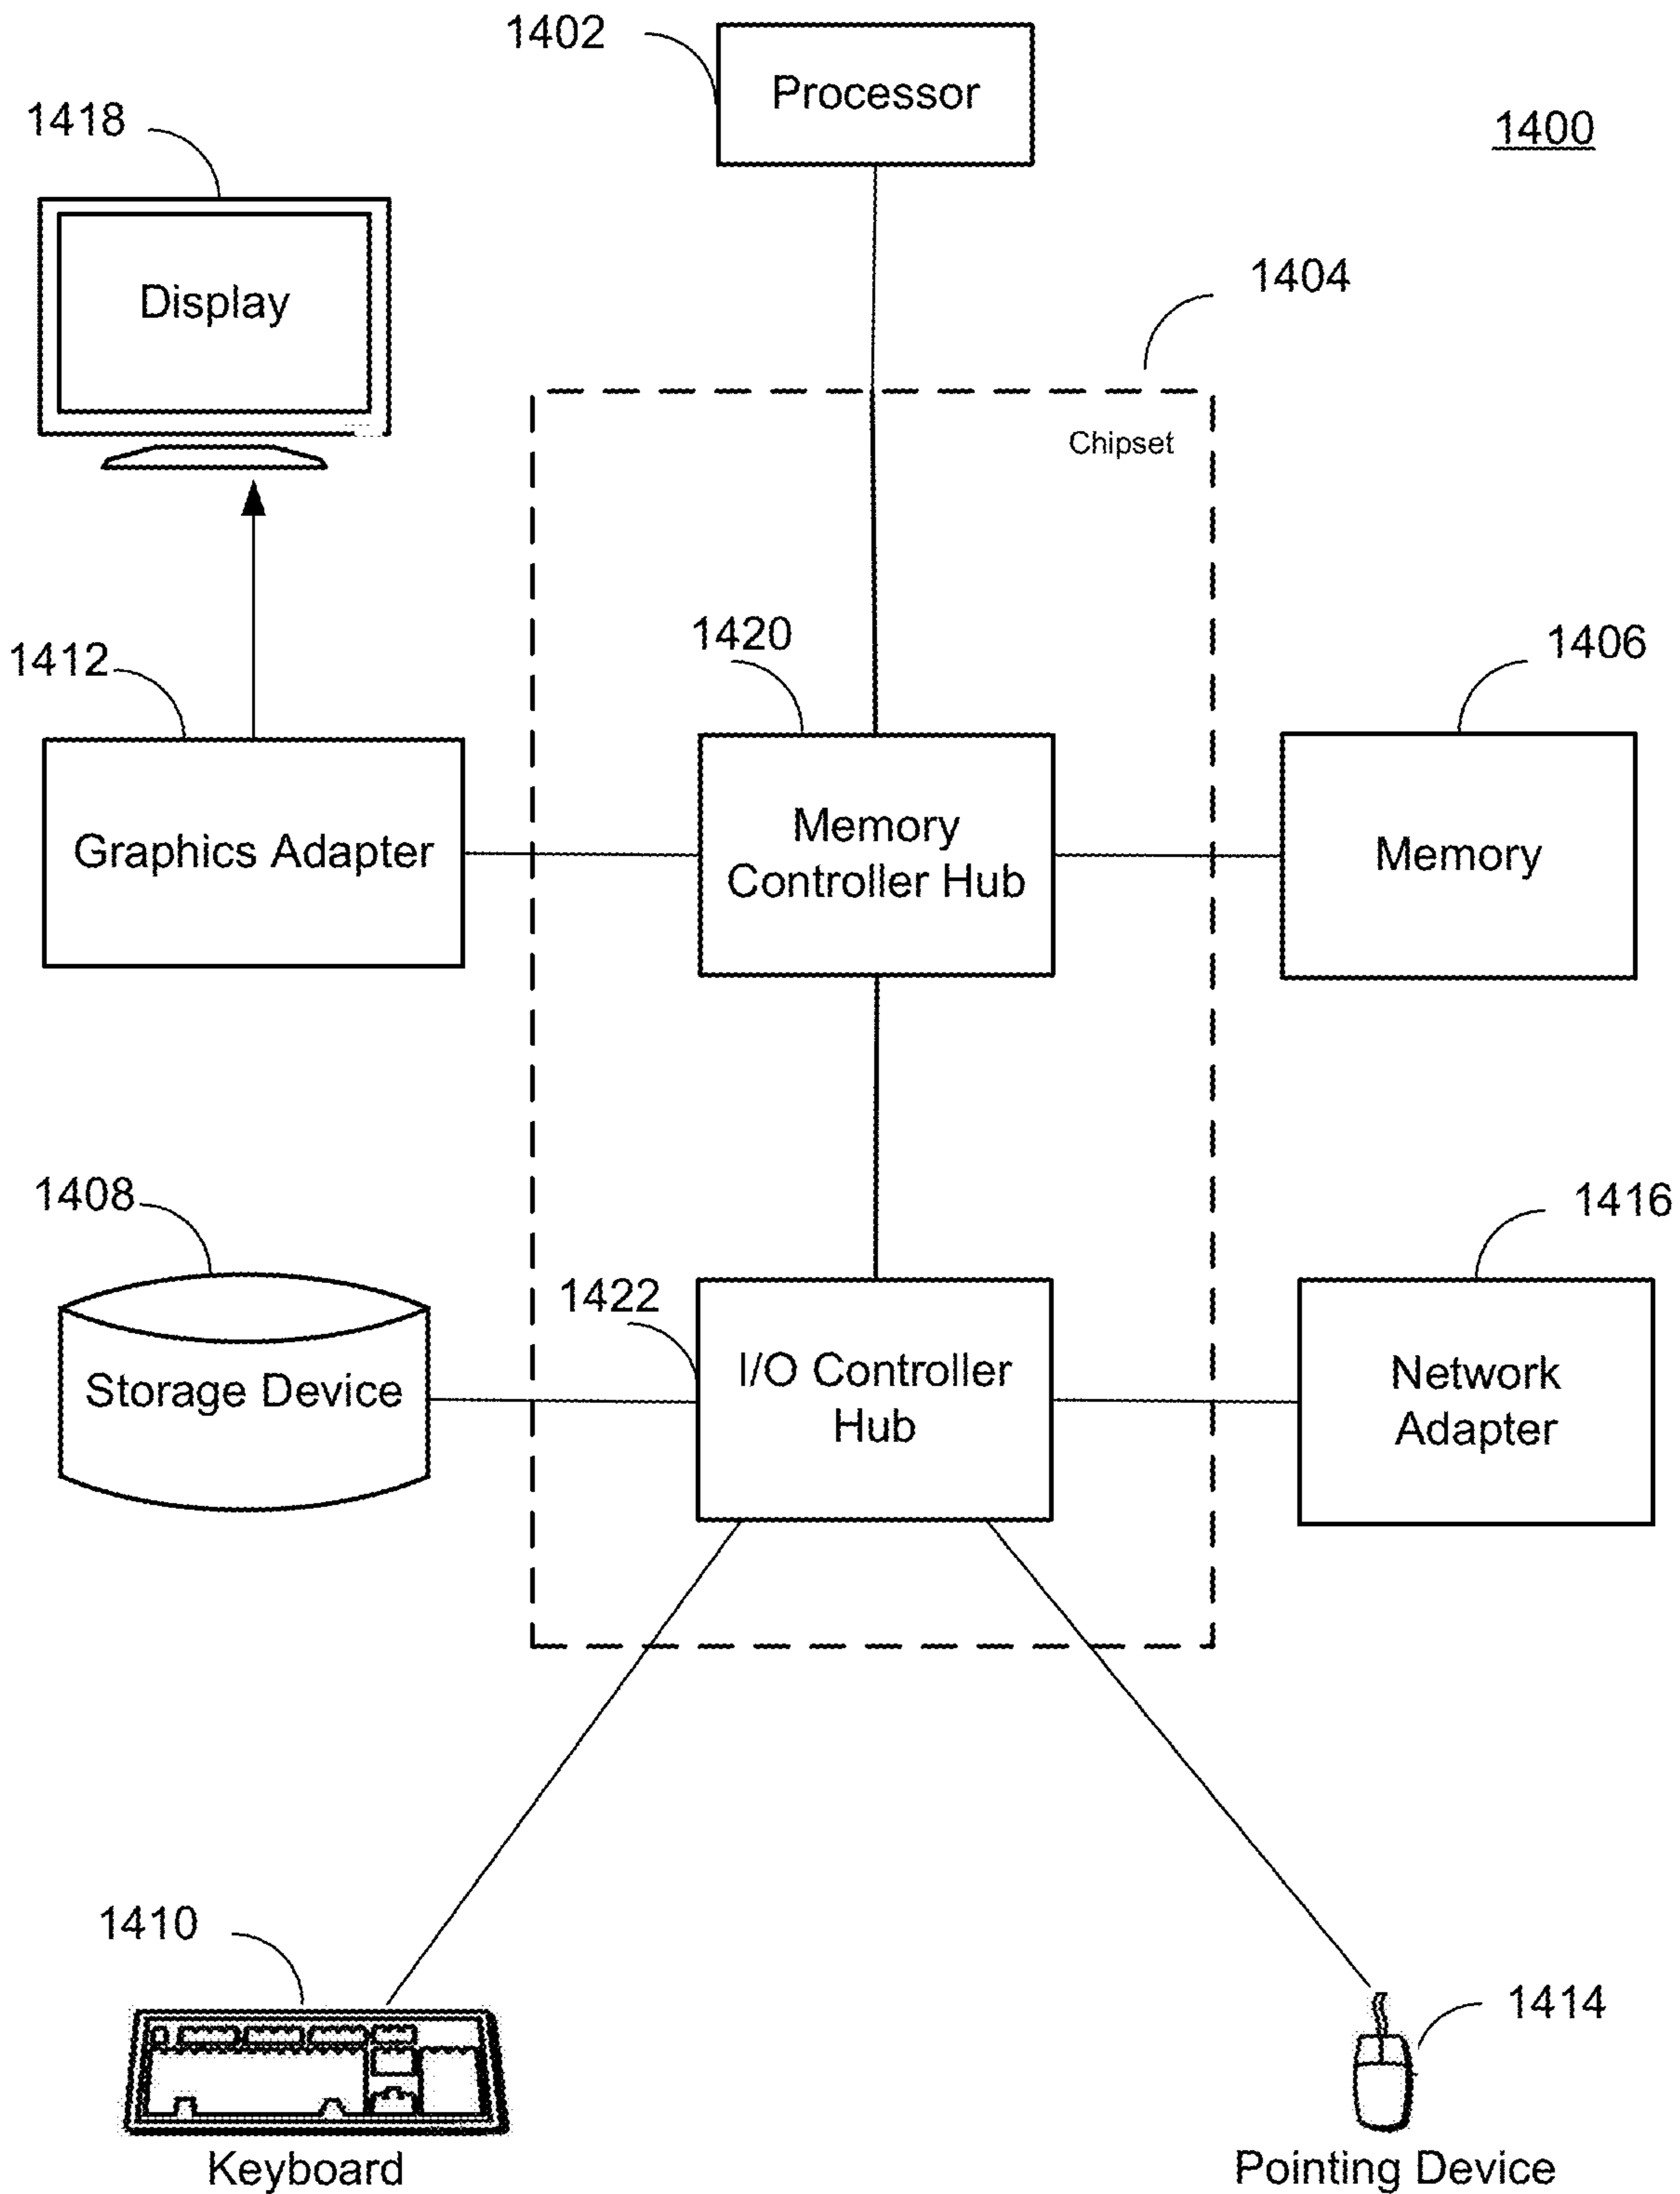 1402
Processor
1400
1418
Display
1404
Chipset
1420
1406
1412
Graphics Adapter
Memory
Controller Hub
Memory
1408
1416
1422
Storage Device
I/O Controller
Hub
Network
Adapter
1410
1414
Keyboard
Pointing Device